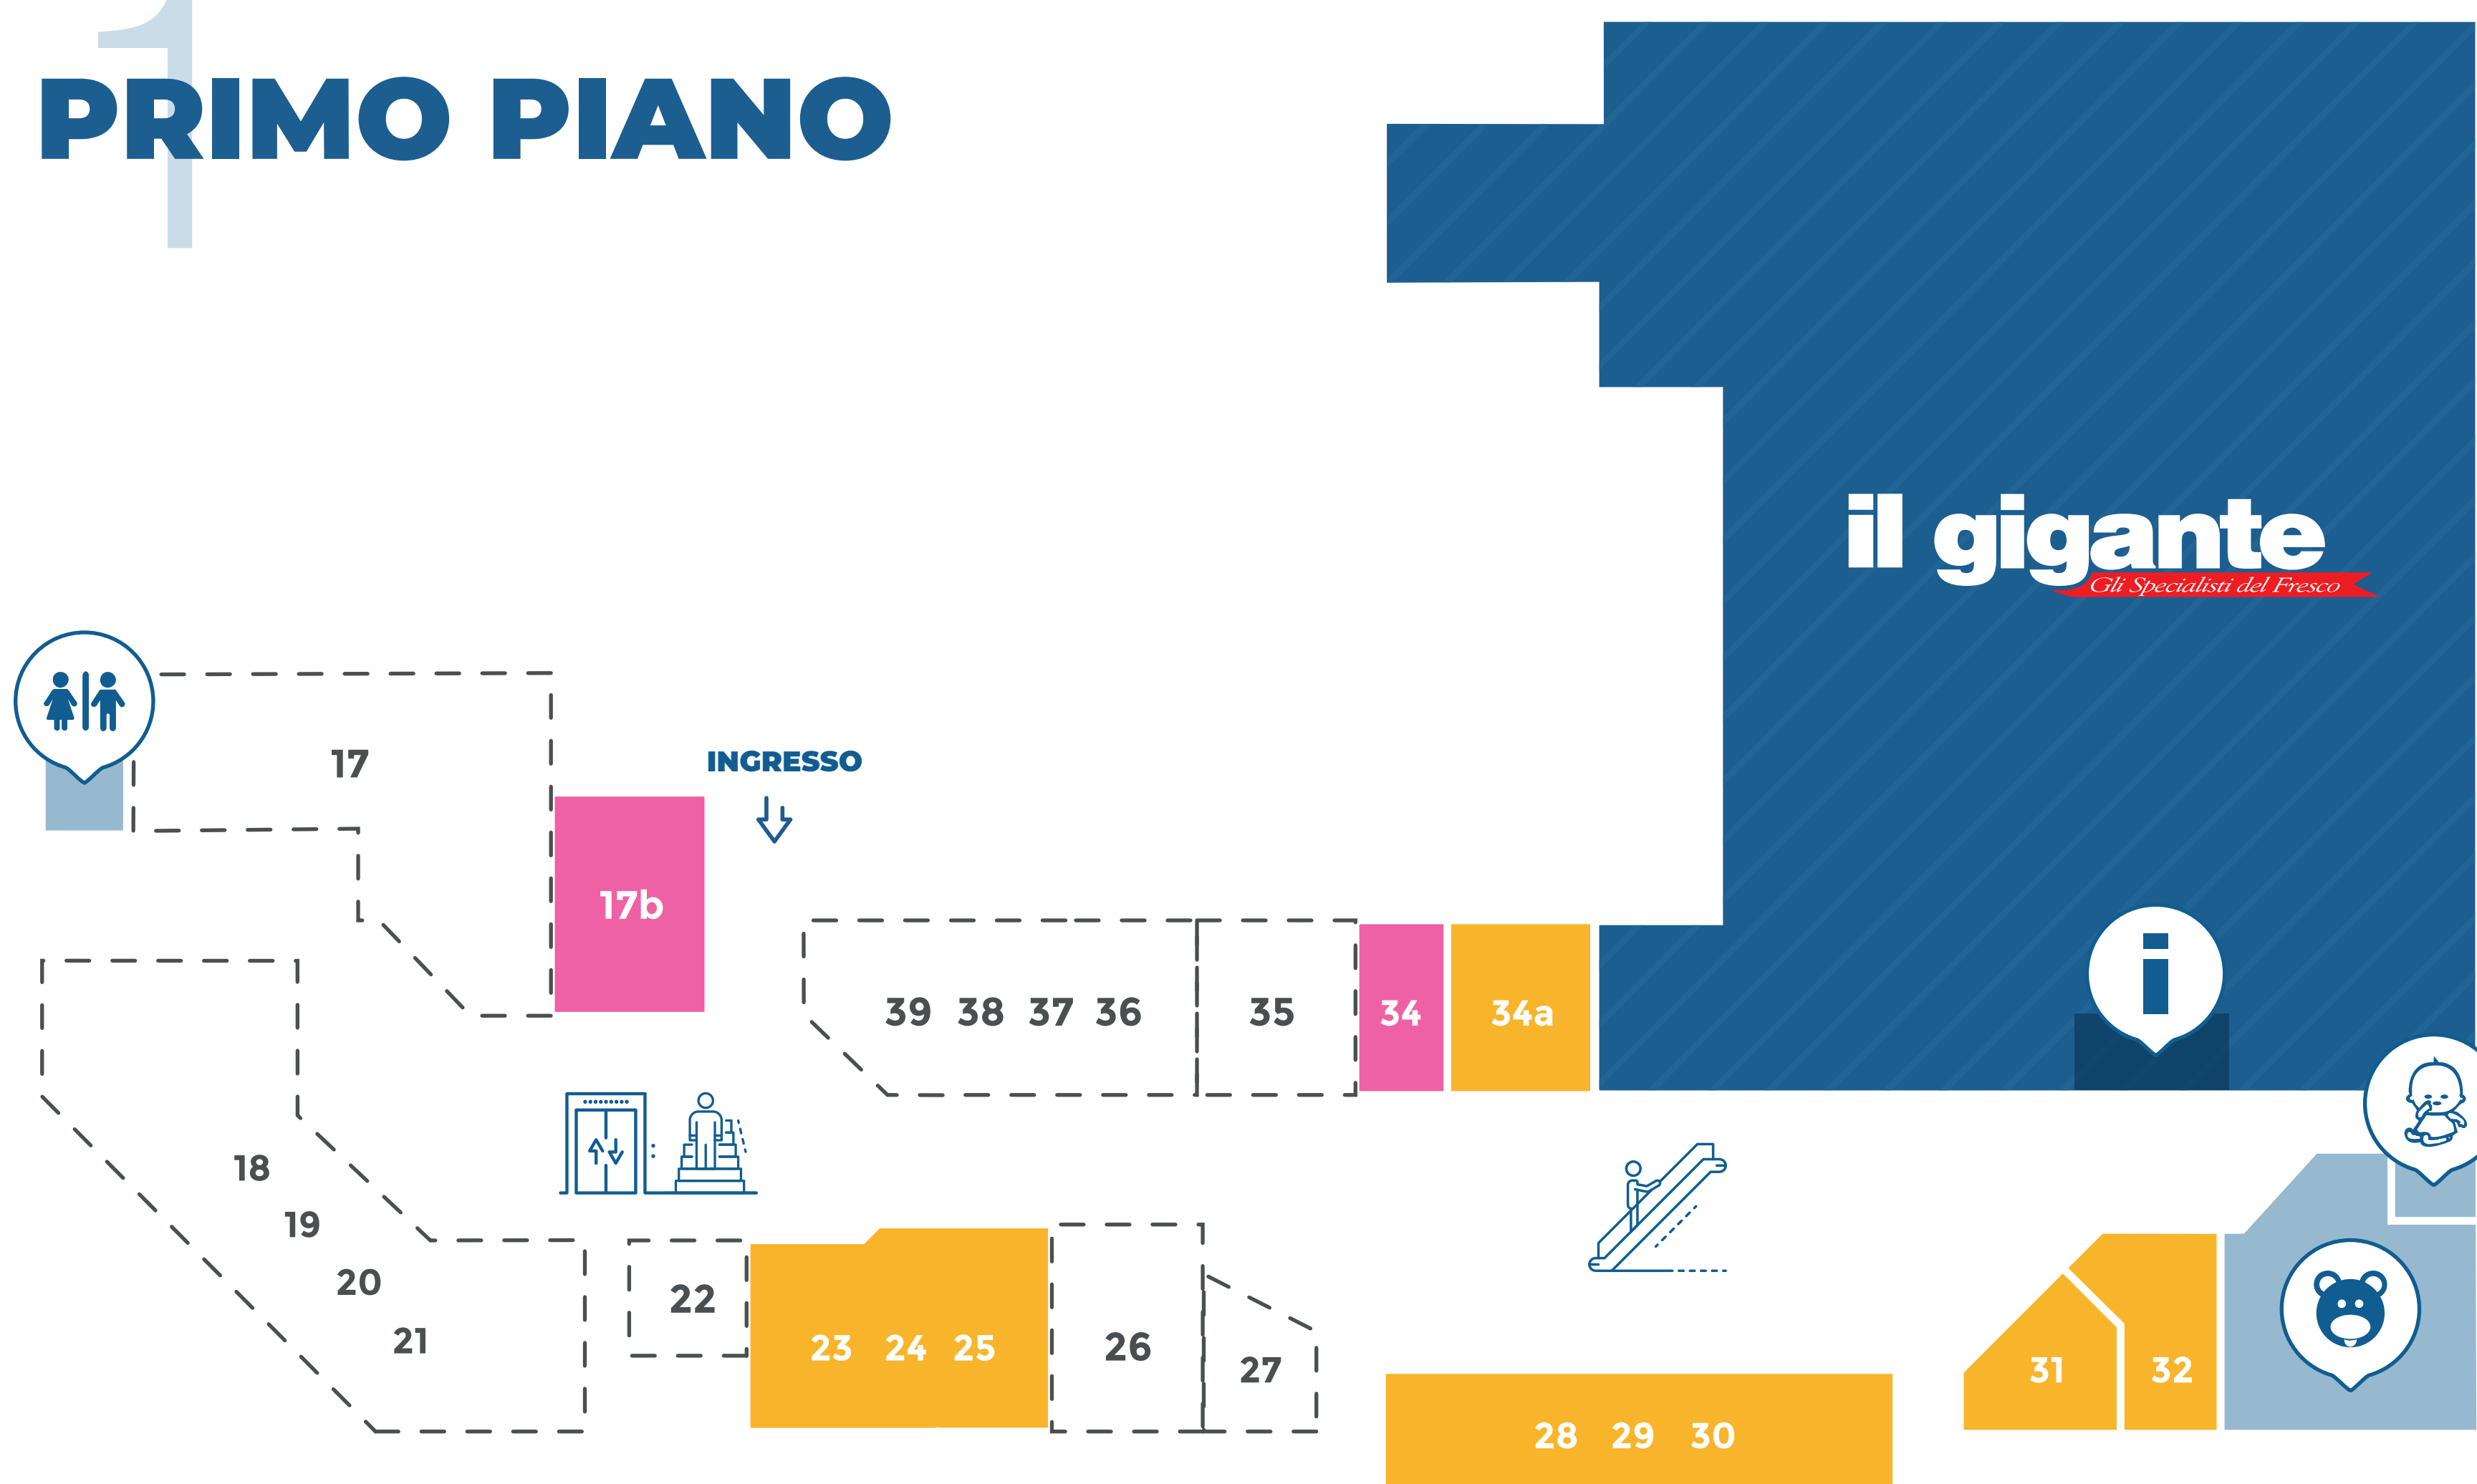 1
PRIMO PIANO
il gigante
Gli Specialisti del Fresco
17
INGRESSO
17b
39 38 37 36
35
34
34a
i
18
19
20
21
22
23 24 25
26
27
28 29 30
31
32